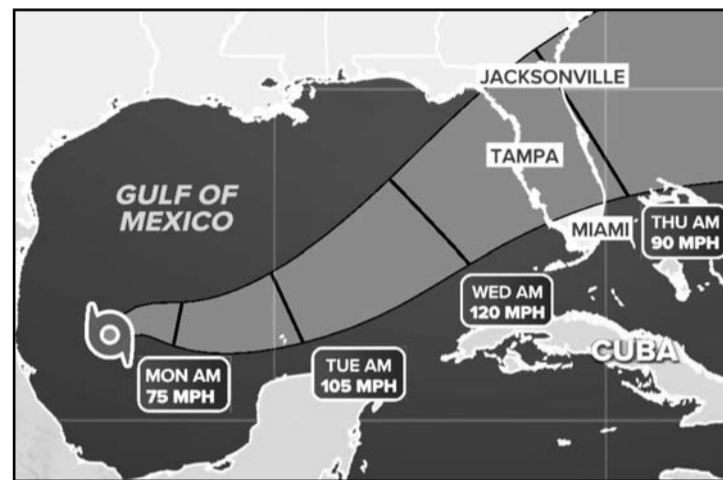 JACKSONVILLE
TAMPA
GULF OF
MEXICO
MIAMI
THU AM
90 MPH
WED AM
120 MPH
CUBA
TUE AM
105 MPH
MON AM
75 MPH